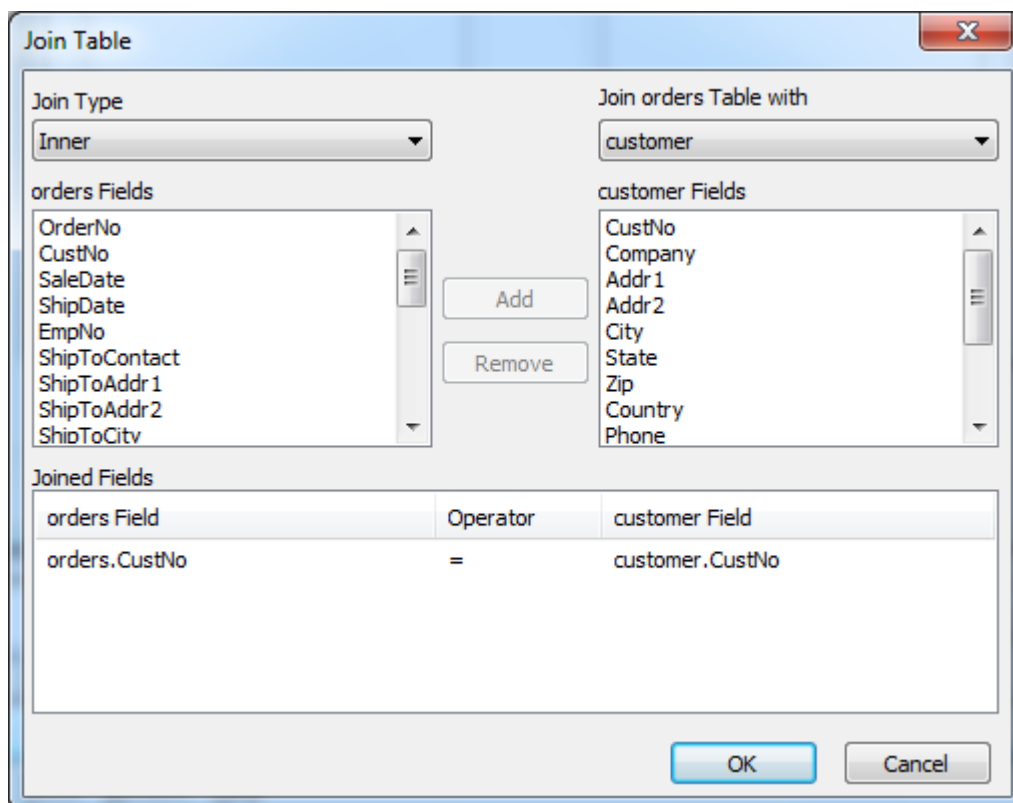 Join Table
Join Type
Join orders Table with
Inner
customer
orders Fields
customer Fields
OrderNo
CustNo
SaleDate
ShipDate
EmpNo
ShipToContact
ShipToAddr1
ShipToAddr2
ShipToCity
Add
Remove
CustNo
Company
Addr1
Addr2
City
State
Zip
Country
Phone
Joined Fields
orders Field Operator customer Field
orders.CustNo = customer.CustNo
OK Cancel